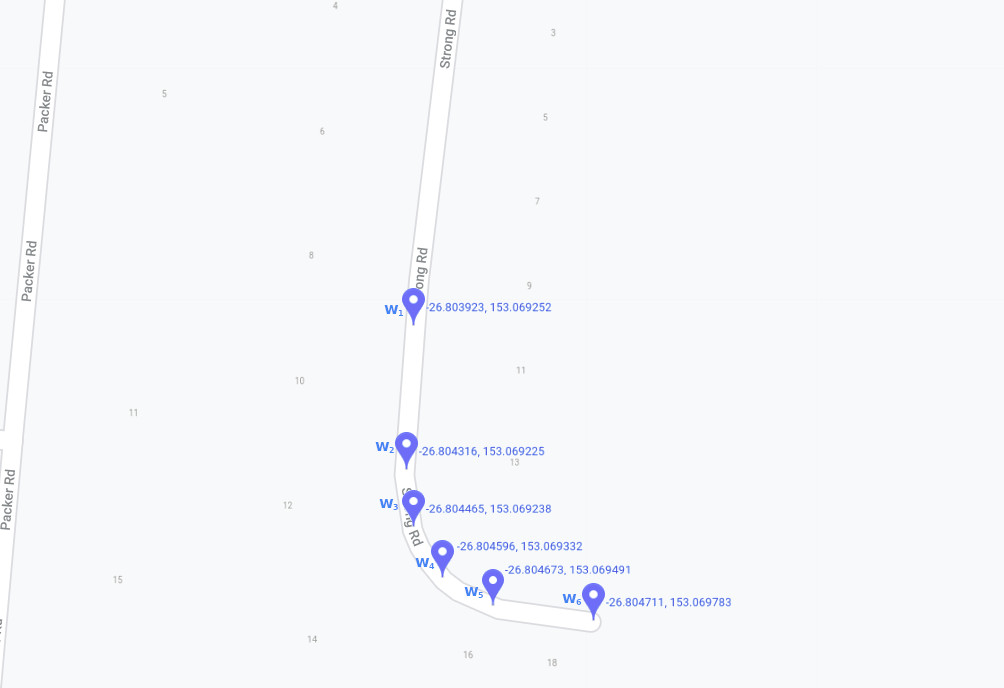 4
Strong Rd
3
Packer Rd
5
5
6
7
Packer Rd
8
ong Rd
9
W₁
-26.803923, 153.069252
11
10
11
W₂
-26.804316, 153.069225
13
Packer Rd
12
W₃
-26.804465, 153.069238
-26.804596, 153.069332
W₄
-26.804673, 153.069491
15
W₅
W₆
-26.804711, 153.069783
14
16
18